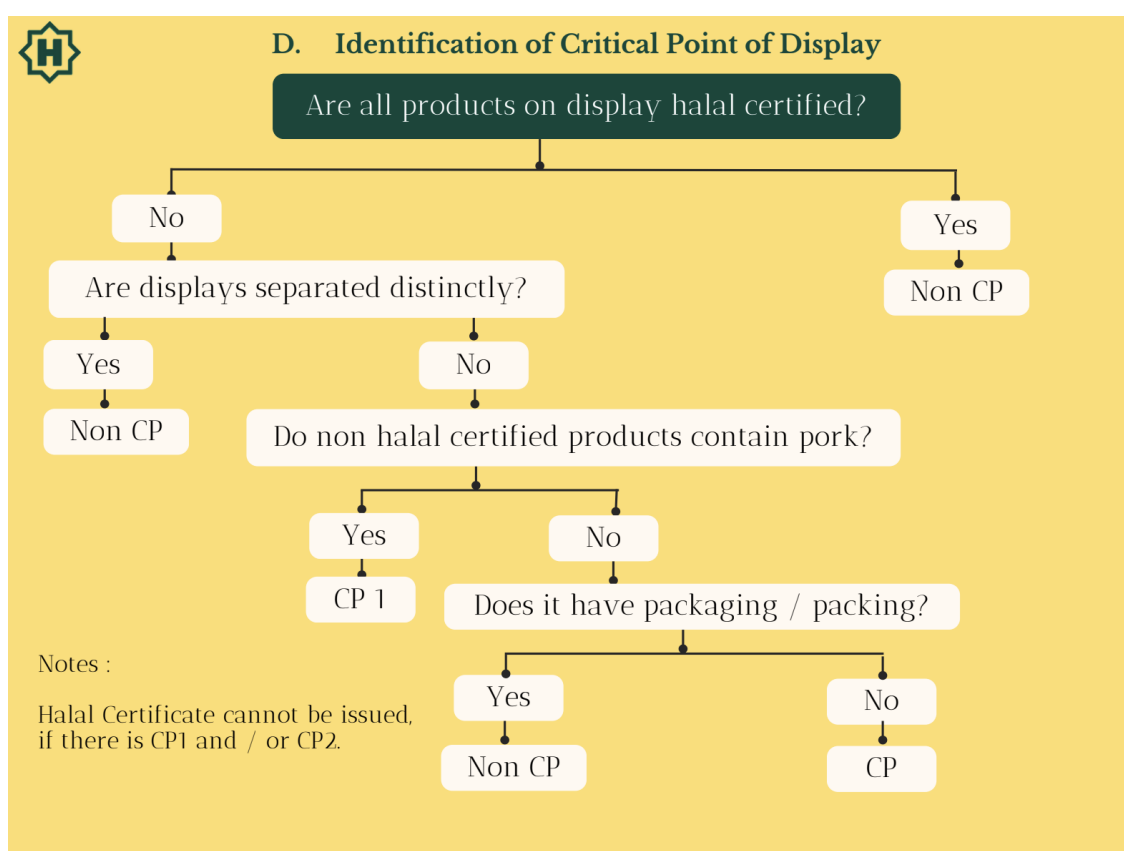 H
D. Identification of Critical Point of Display
Are all products on display halal certified?
No
Yes
Are displays separated distinctly?
Non CP
Yes
No
Non CP
Do non halal certified products contain pork?
Yes
No
CP 1
Does it have packaging / packing?
Notes :
Yes
No
Halal Certificate cannot be issued,
if there is CP1 and / or CP2.
Non CP
CP